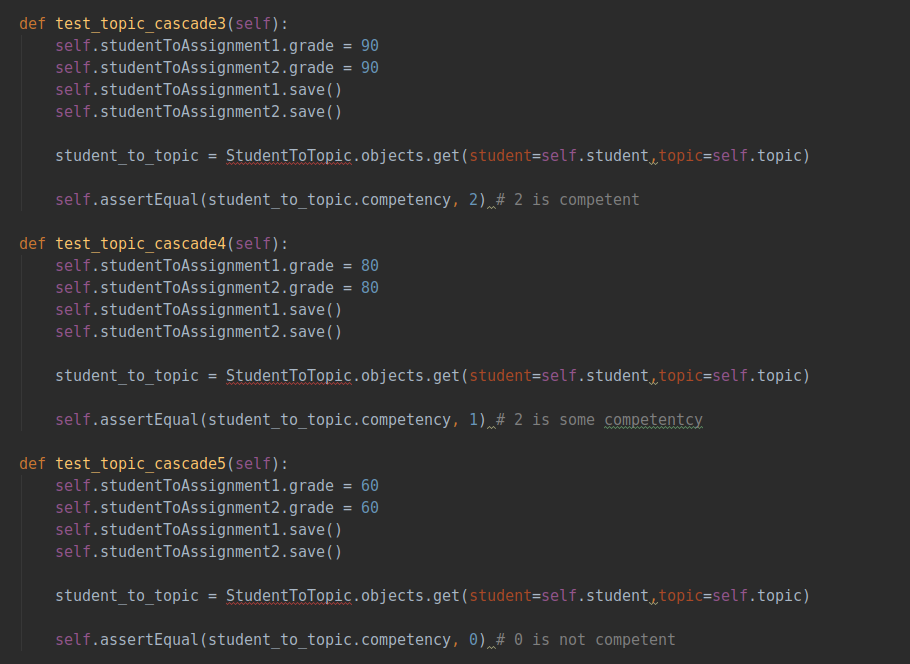 def test_topic_cascade3(self):
    self.studentToAssignment1.grade = 90
    self.studentToAssignment2.grade = 90
    self.studentToAssignment1.save()
    self.studentToAssignment2.save()

    student_to_topic = StudentToTopic.objects.get(student=self.student,topic=self.topic)

    self.assertEqual(student_to_topic.competency, 2) # 2 is competent

def test_topic_cascade4(self):
    self.studentToAssignment1.grade = 80
    self.studentToAssignment2.grade = 80
    self.studentToAssignment1.save()
    self.studentToAssignment2.save()

    student_to_topic = StudentToTopic.objects.get(student=self.student,topic=self.topic)

    self.assertEqual(student_to_topic.competency, 1) # 2 is some competentcy

def test_topic_cascade5(self):
    self.studentToAssignment1.grade = 60
    self.studentToAssignment2.grade = 60
    self.studentToAssignment1.save()
    self.studentToAssignment2.save()

    student_to_topic = StudentToTopic.objects.get(student=self.student,topic=self.topic)

    self.assertEqual(student_to_topic.competency, 0) # 0 is not competent